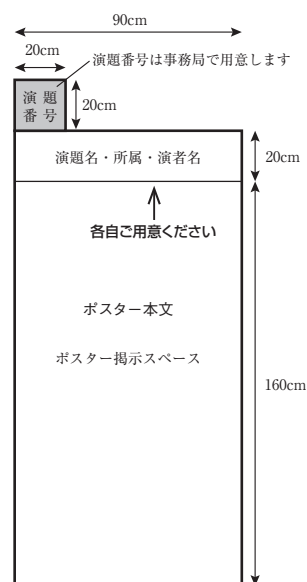 90cm
20cm
演題番号は事務局で用意します
演 題
番 号
20cm
演題名・所属・演者名
20cm
各自ご用意ください
ポスター本文
ポスター掲示スペース
160cm